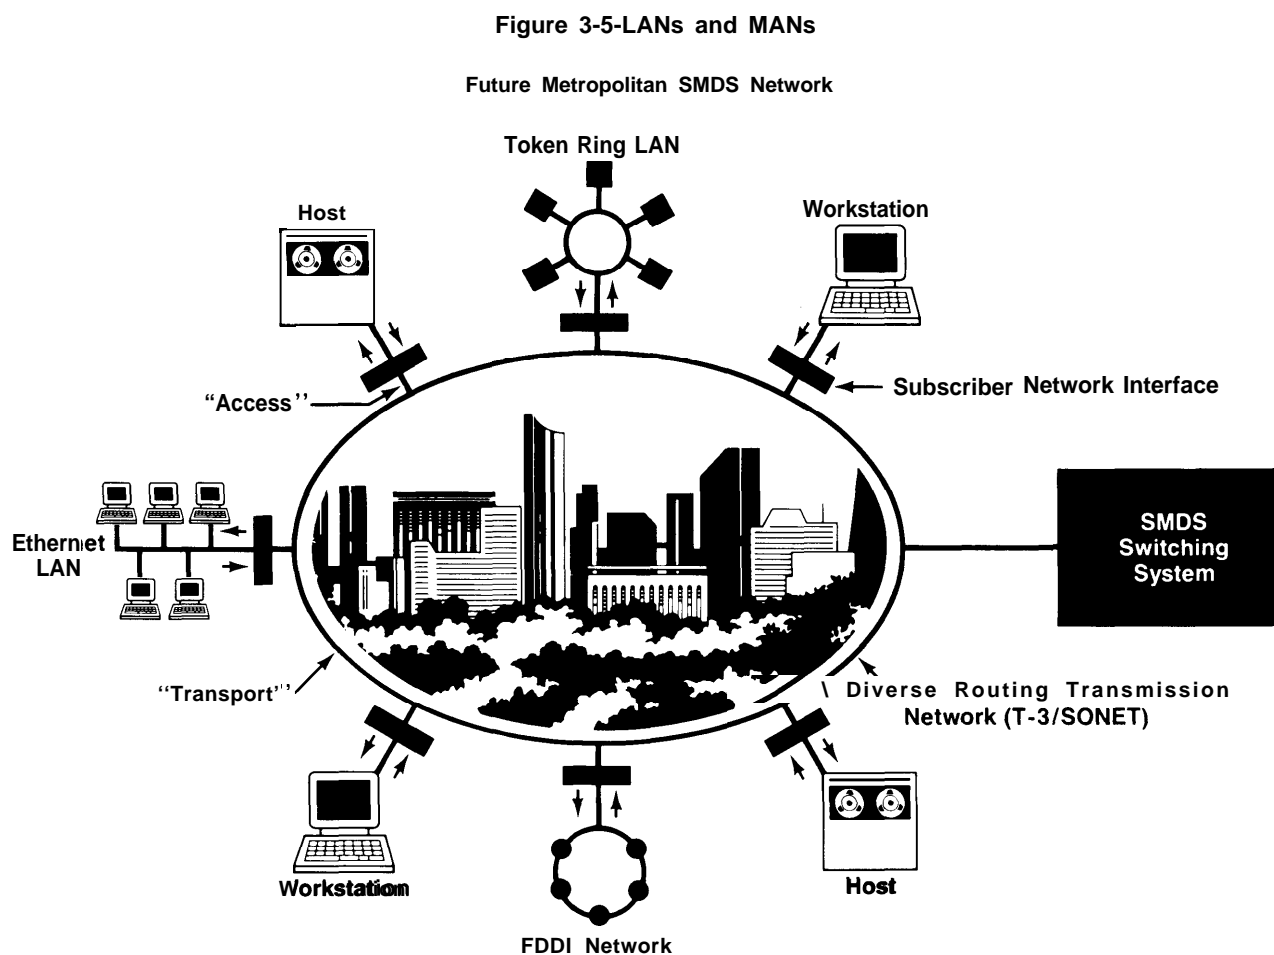 Figure 3-5-LANs and MANs
Future Metropolitan SMDS Network
Token Ring LAN
Host
Workstation
"Access''
Subscriber Network Interface
Ethernet
LAN
SMDS
Switching
System
"Transport''
\ Diverse Routing Transmission
Network (T-3/SONET)
Workstation
Host
FDDI Network